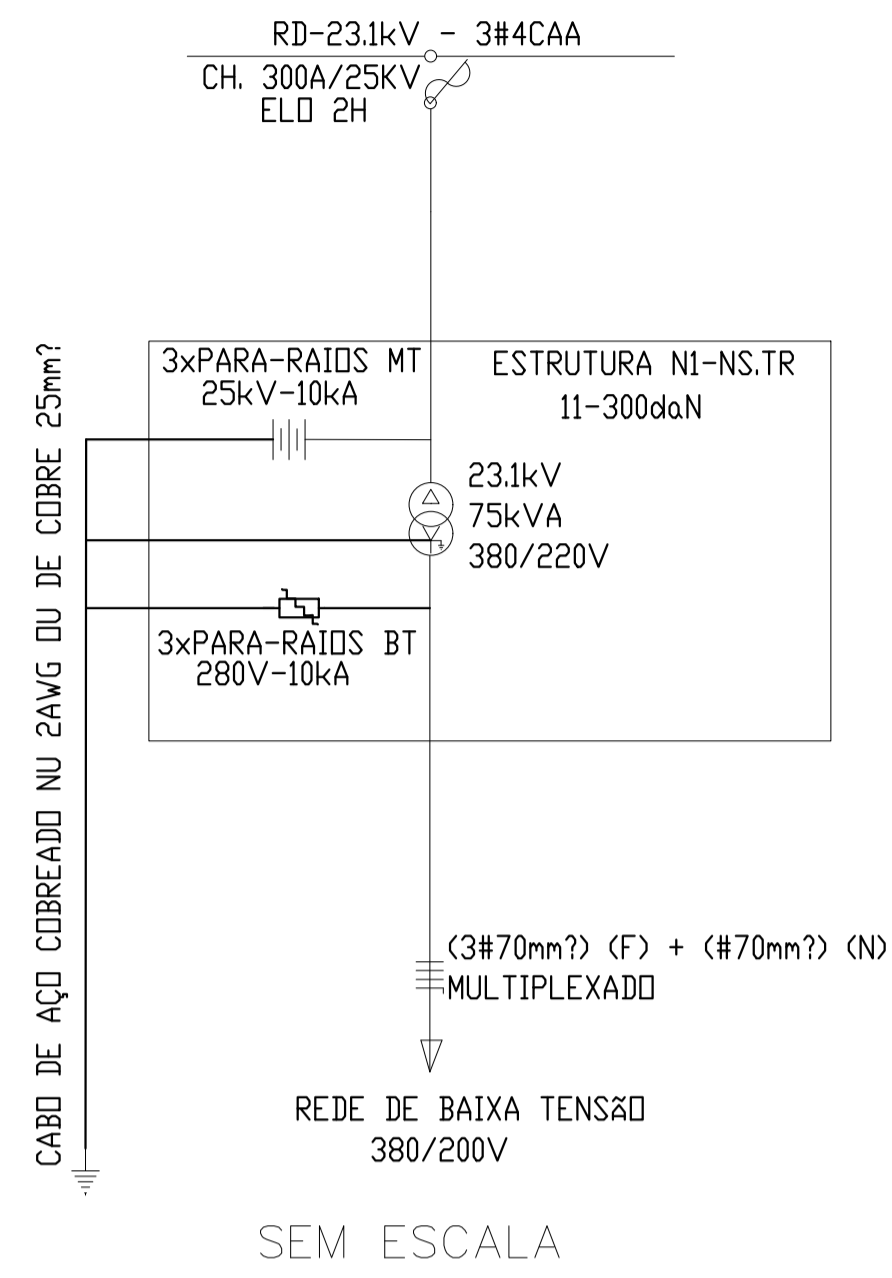 RD-23.1kV - 3#4CAA
CH. 300A/25KV
ELO 2H
3xPARA-RAIOS MT
25kV-10kA
ESTRUTURA N1-NS.TR
11-300daN
23.1kV
75kVA
380/220V
3xPARA-RAIOS BT
280V-10kA
CABO DE AÇO COBREADO NU 2AWG OU DE COBRE 25mm?
(3#70mm?) (F) + (#70mm?) (N)
MULTIPLEXADO
REDE DE BAIXA TENSãO
380/200V
SEM ESCALA